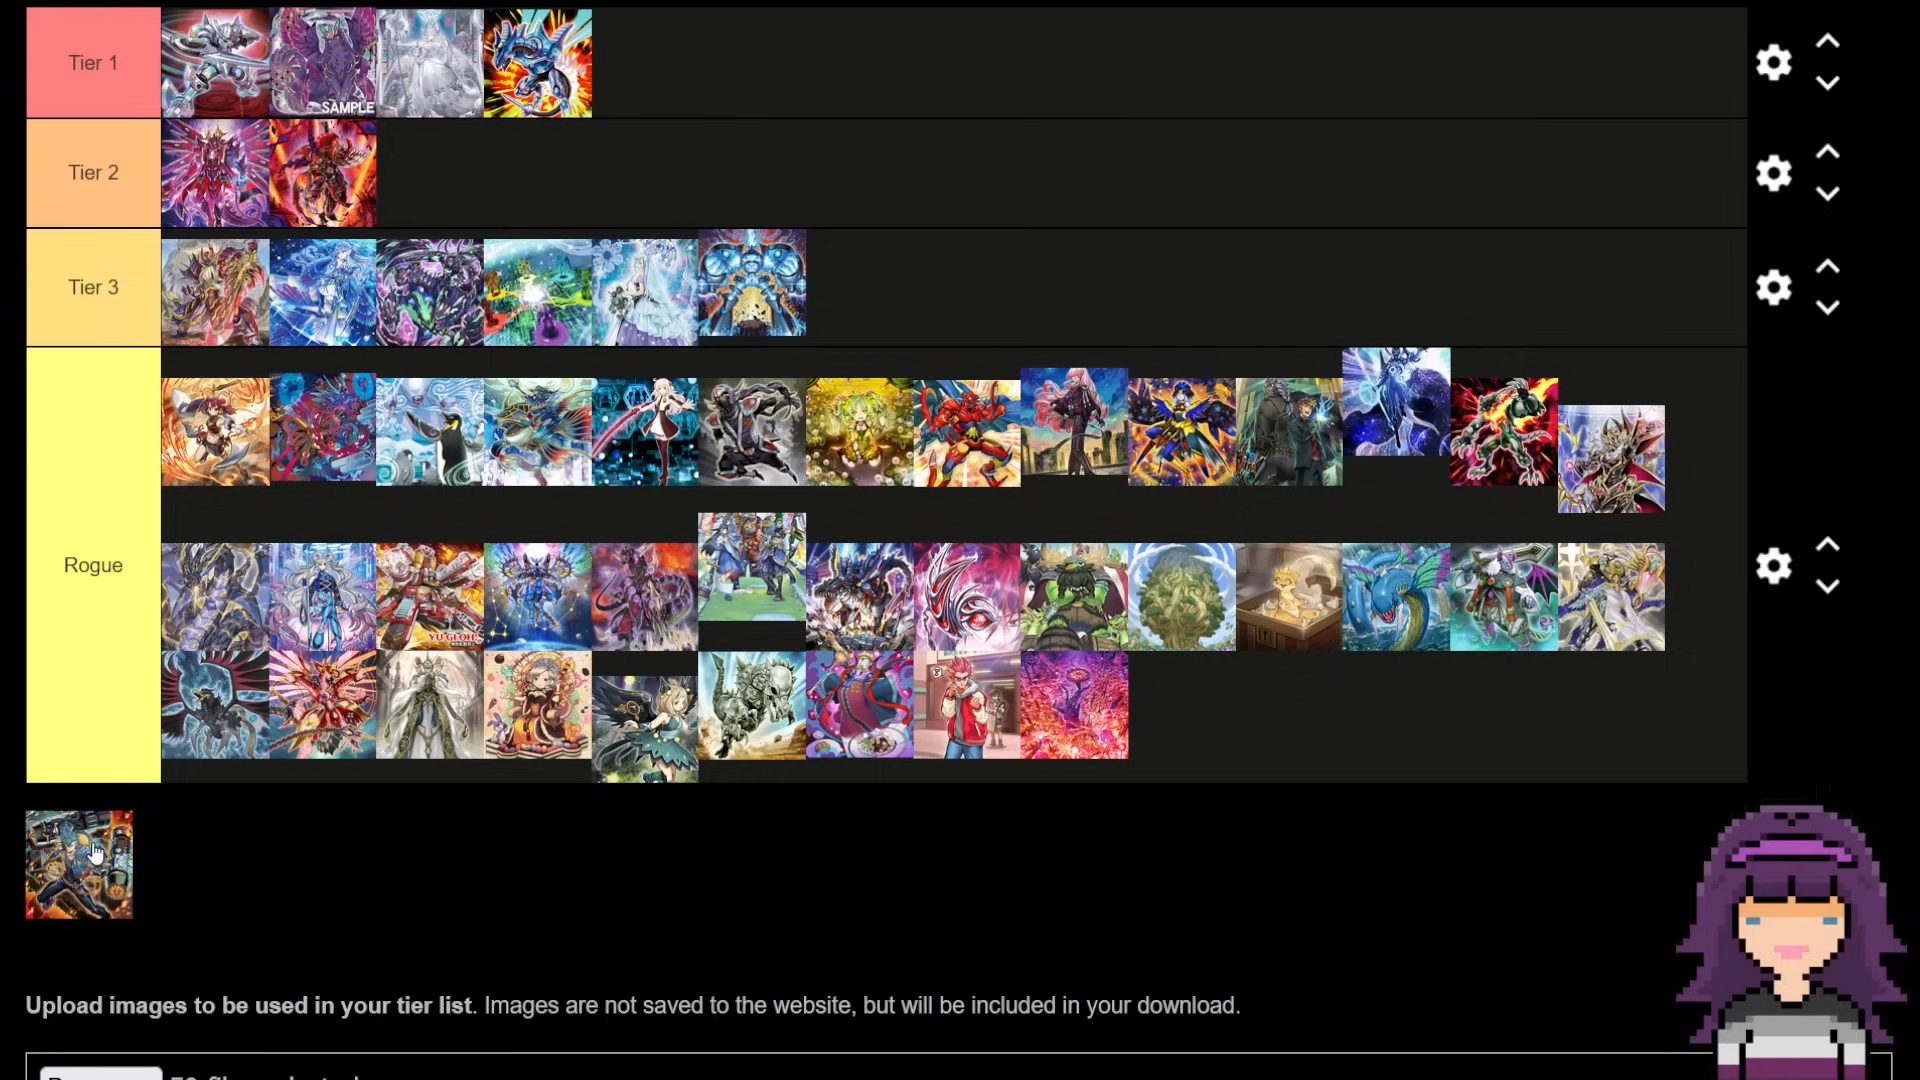 Tier 1
SAMPLE
Tier 2
Tier 3
Rogue
YU-GI-OH!
Upload images to be used in your tier list. Images are not saved to the website, but will be included in your download.